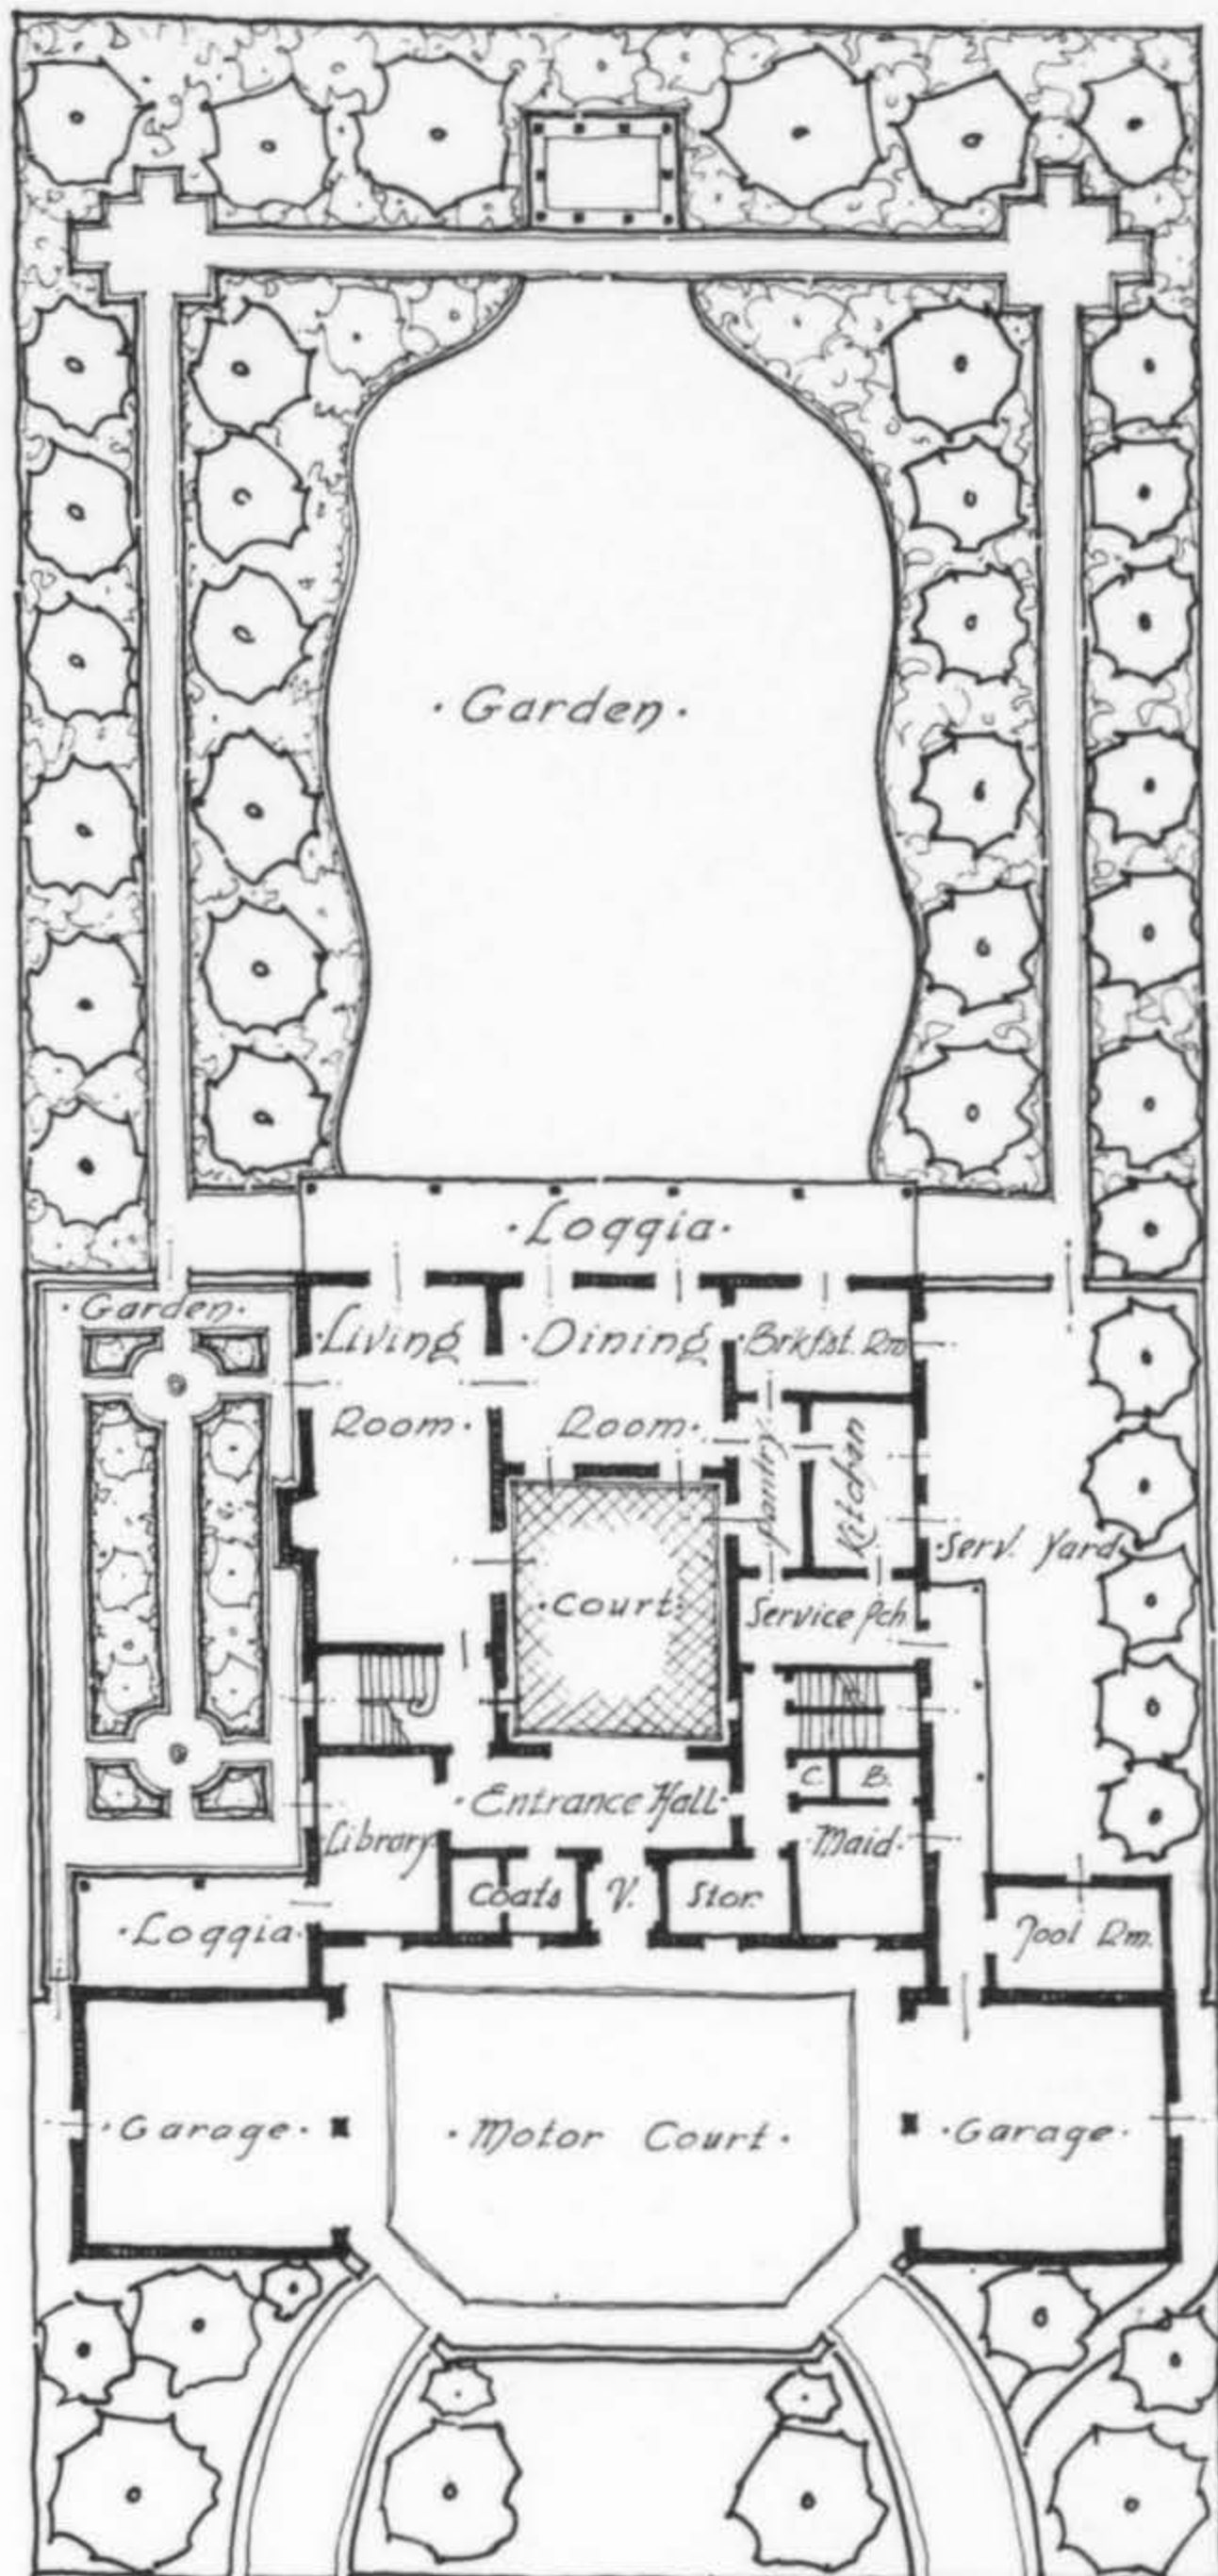 · Garden ·
· Loggia ·
· Garden ·
· Living
Room ·
· Dining
Room ·
· Brkfst. Rm
Pantry
Kitchen
· Serv. Yard ·
· Court ·
Service Pch
C.
B.
· Entrance Hall ·
· Library
· Maid ·
Coats
V.
Stor.
· Loggia ·
Tool Rm.
· Garage ·
· Motor Court ·
· Garage ·